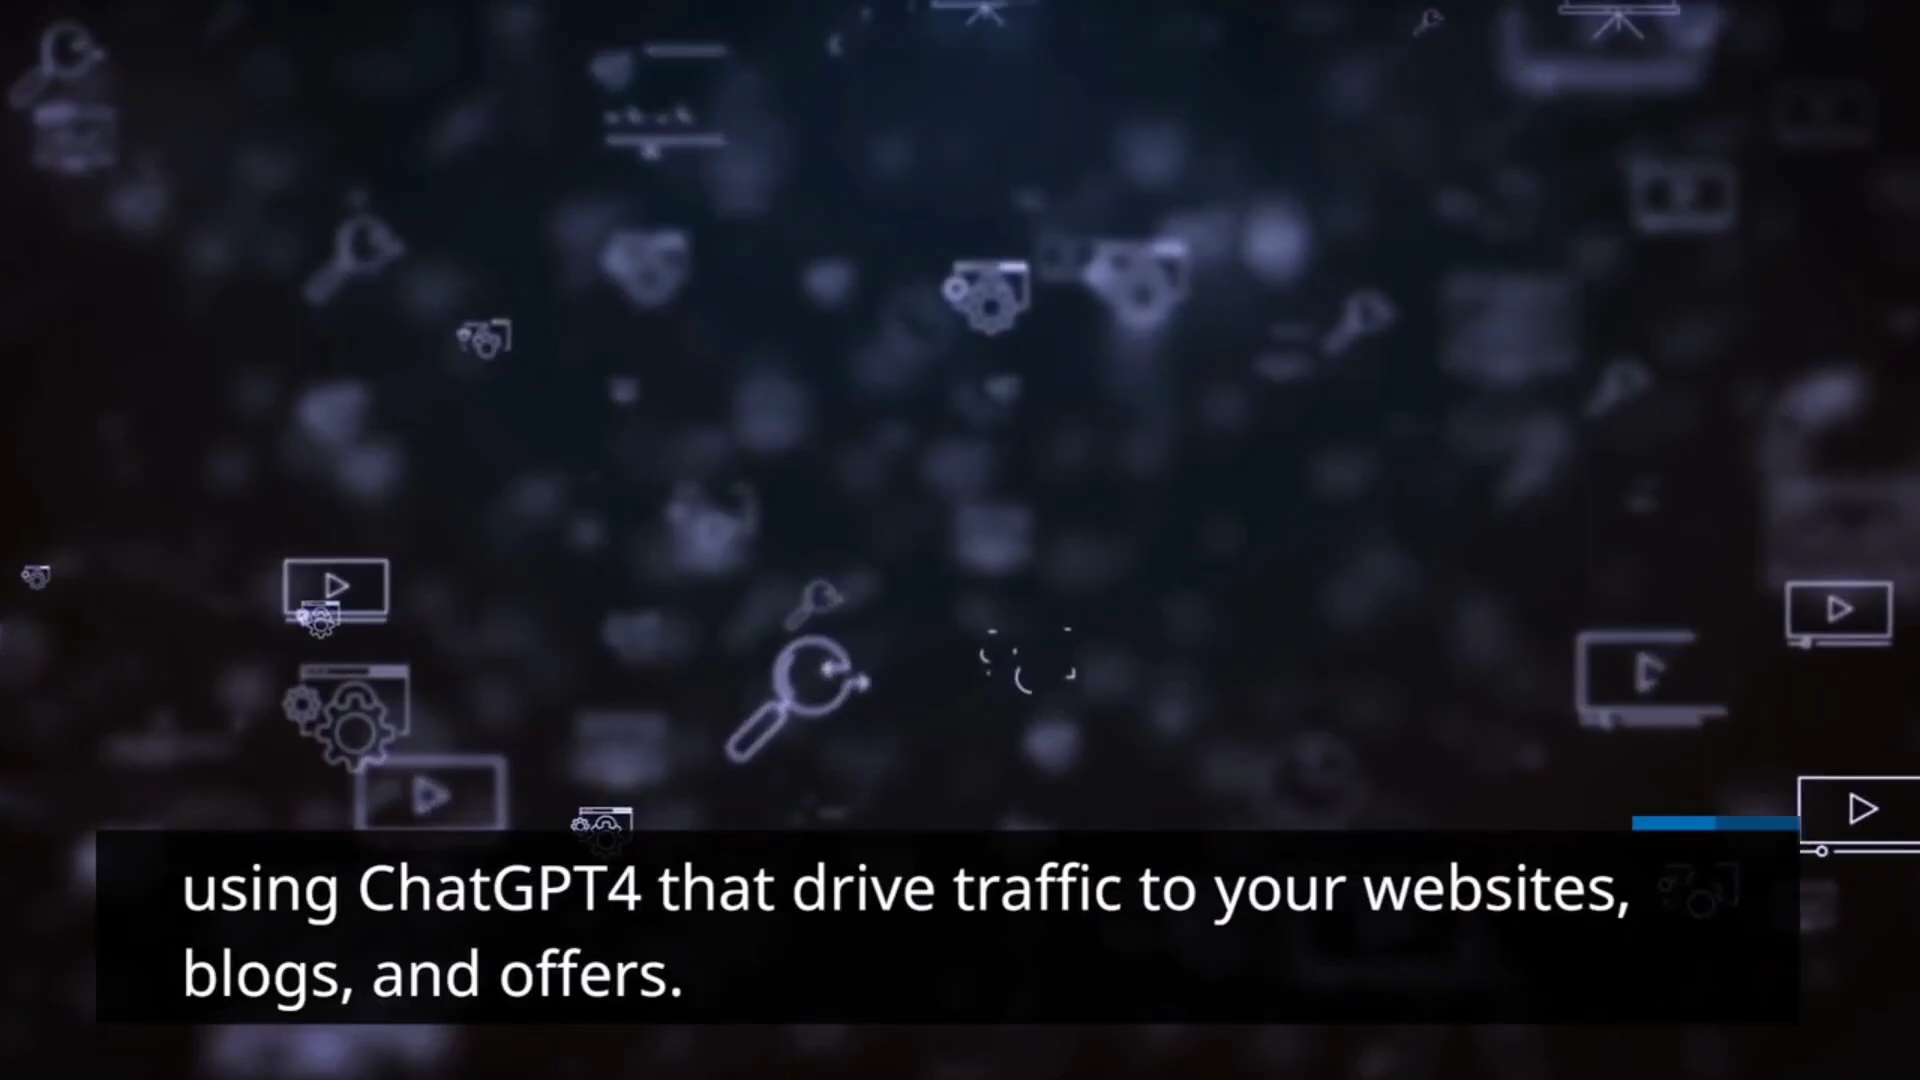 using ChatGPT4 that drive traffic to your websites,
blogs, and offers.